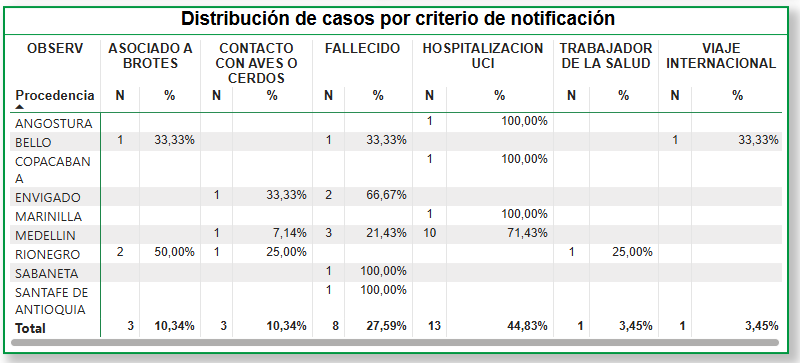 Distribución de casos por criterio de notificación
OBSERV ASOCIADO A BROTES CONTACTO CON AVES O CERDOS FALLECIDO HOSPITALIZACION UCI TRABAJADOR DE LA SALUD VIAJE INTERNACIONAL
Procedencia N % N % N % N % N % N %
ANGOSTURA 1 100,00%
BELLO 1 33,33% 1 33,33% 1 33,33%
COPACABAN 1 100,00%
A
ENVIGADO 1 33,33% 2 66,67%
MARINILLA 1 100,00%
MEDELLIN 1 7,14% 3 21,43% 10 71,43%
RIONEGRO 2 50,00% 1 25,00% 1 25,00%
SABANETA 1 100,00%
SANTAFE DE 1 100,00%
ANTIOQUIA
Total 3 10,34% 3 10,34% 8 27,59% 13 44,83% 1 3,45% 1 3,45%